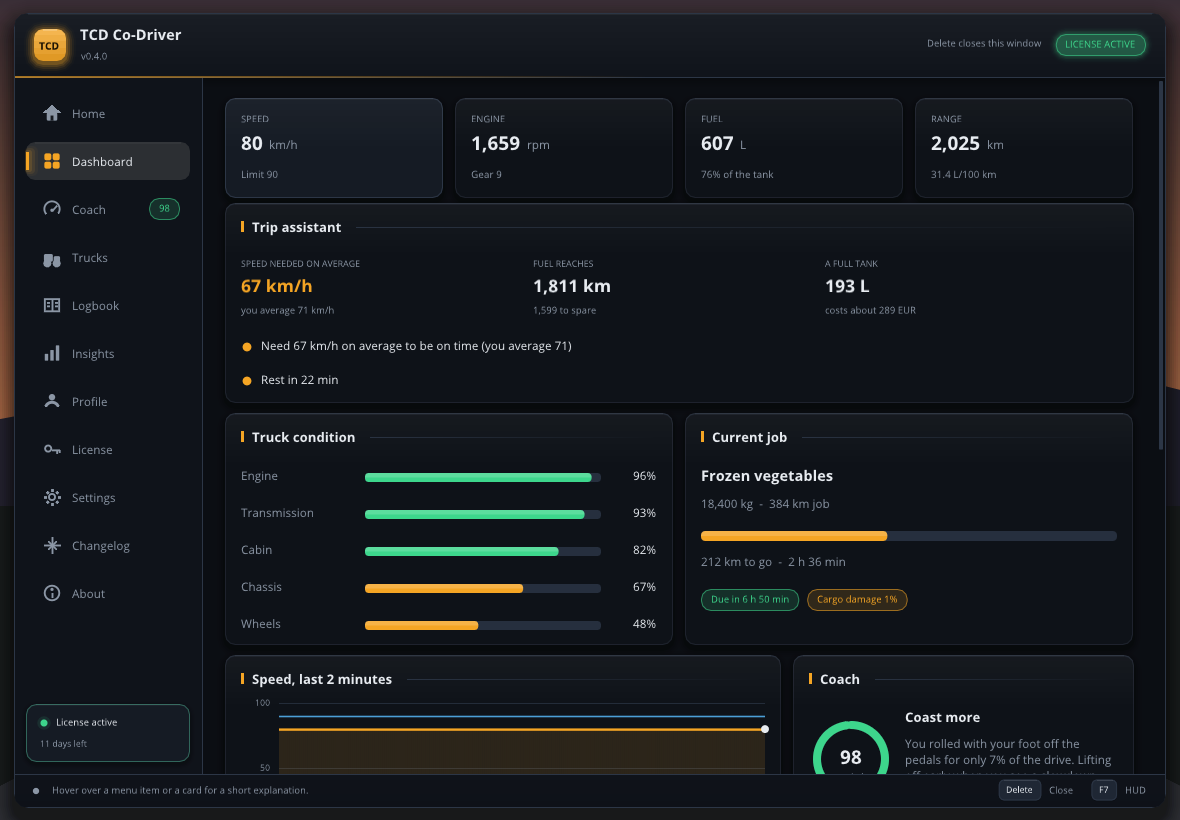 TCD
TCD Co-Driver
v0.4.0
Delete closes this window
LICENSE ACTIVE
Home
Dashboard
Coach
98
Trucks
Logbook
Insights
Profile
License
Settings
Changelog
About
License active
11 days left
SPEED
80 km/h
Limit 90
ENGINE
1,659 rpm
Gear 9
FUEL
607 L
76% of the tank
RANGE
2,025 km
31.4 L/100 km
Trip assistant
SPEED NEEDED ON AVERAGE
67 km/h
you average 71 km/h
FUEL REACHES
1,811 km
1,599 to spare
A FULL TANK
193 L
costs about 289 EUR
Need 67 km/h on average to be on time (you average 71)
Rest in 22 min
Truck condition
Engine 96%
Transmission 93%
Cabin 82%
Chassis 67%
Wheels 48%
Current job
Frozen vegetables
18,400 kg - 384 km job
212 km to go - 2 h 36 min
Due in 6 h 50 min
Cargo damage 1%
Speed, last 2 minutes
100
50
Coach
98
Coast more
You rolled with your foot off the
pedals for only 7% of the drive. Lifting
Hover over a menu item or a card for a short explanation.
Delete Close F7 HUD